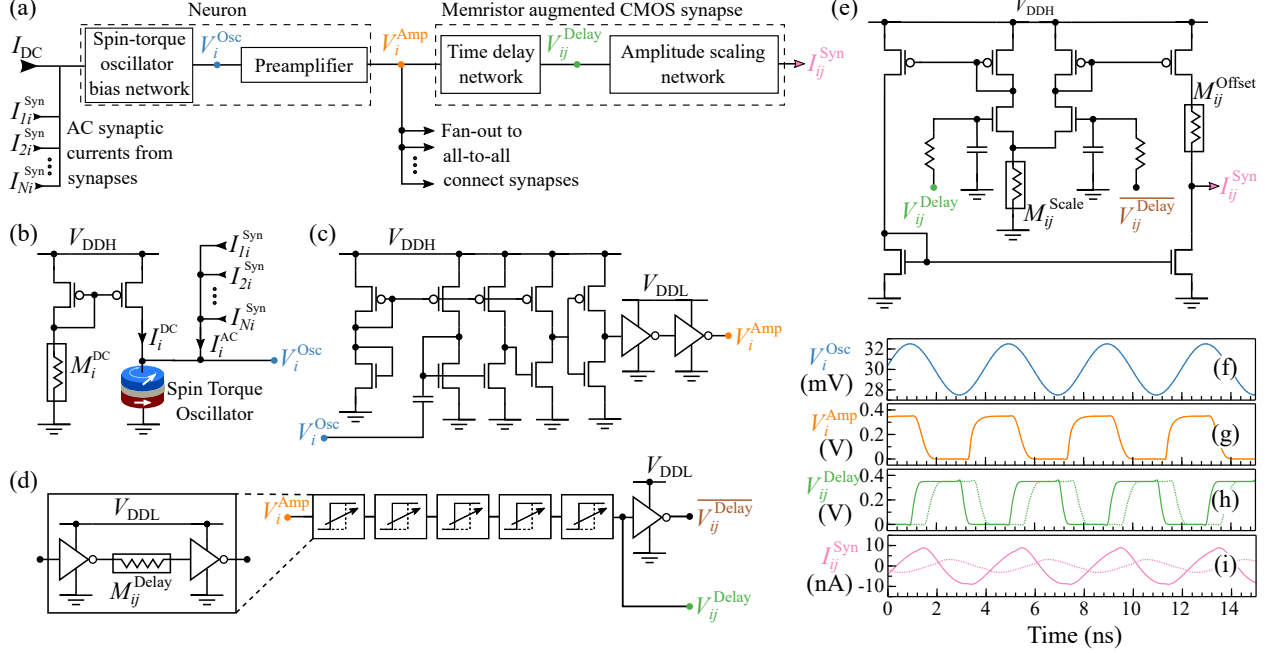 (a)
Neuron
Memristor augmented CMOS synapse
I_DC
Spin-torque
oscillator
bias network
V_i^Osc
Preamplifier
V_i^Amp
Time delay
network
V_ij^Delay
Amplitude scaling
network
I_ij^Syn
I_1i^Syn
I_2i^Syn
I_Ni^Syn
AC synaptic
currents from
synapses
Fan-out to
all-to-all
connect synapses
(b)
V_DDH
I_1i^Syn
I_2i^Syn
I_Ni^Syn
I_i^DC
I_i^AC
M_i^DC
V_i^Osc
Spin Torque
Oscillator
(c)
V_DDH
V_DDL
V_i^Amp
V_i^Osc
(d)
V_DDL
M_ij^Delay
V_i^Amp
V_DDL
\overline{V_ij^Delay}
V_ij^Delay
(e)
V_DDH
M_ij^Offset
V_ij^Delay
M_ij^Scale
\overline{V_ij^Delay}
I_ij^Syn
V_i^Osc
(mV)
32
30
28
(f)
V_i^Amp
(V)
0.4
0.2
0
(g)
V_ij^Delay
(V)
0.4
0.2
0
(h)
I_ij^Syn
(nA)
10
0
-10
(i)
0 2 4 6 8 10 12 14
Time (ns)